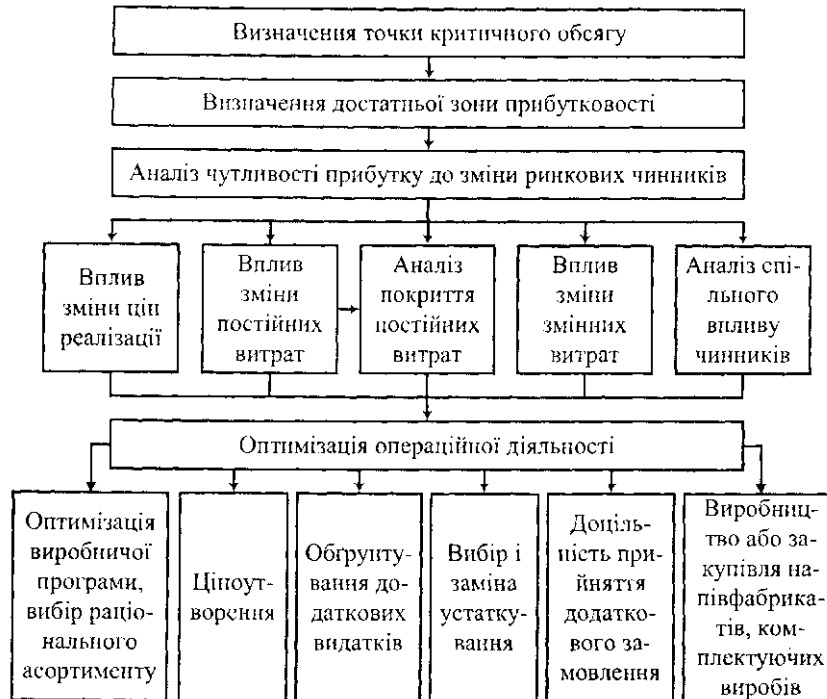 Визначення точки критичного обсягу
Визначення достатньої зони прибутковості
Аналіз чутливості прибутку до зміни ринкових чинників
Вплив
зміни цін
реалізації
Вплив
зміни
постійних
витрат
Аналіз
покриття
постійних
витрат
Вплив
зміни
змінних
витрат
Аналіз спі-
льного
впливу
чинників
Оптимізація операційної діяльності
Оптимізація
виробничої
програми,
вибір раціо-
нального
асортименту
Ціноут-
ворення
Обґрунту-
вання до-
даткових
видатків
Вибір і
заміна
устатку-
вання
Доціль-
ність при-
йняття
додатко-
вого за-
мовлення
Виробниц-
тво або за-
купівля на-
півфабрика-
тів, ком-
плектуючих
виробів